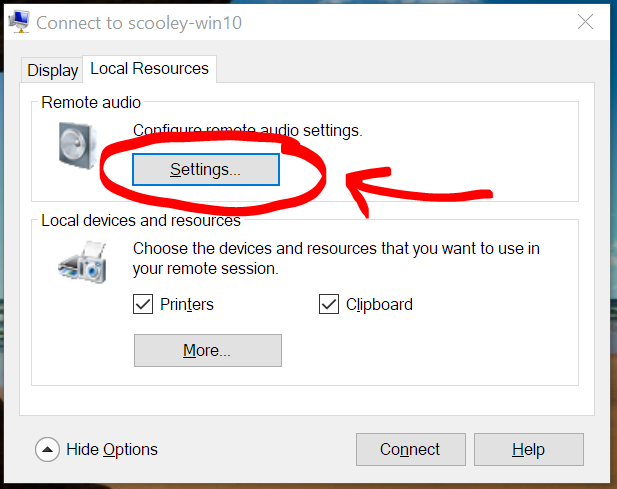 Connect to scooley-win10
Display
Local Resources
Remote audio
Configure remote audio settings.
Settings...
Local devices and resources
Choose the devices and resources that you want to use in
your remote session.
Printers
Clipboard
More...
Hide Options
Connect
Help